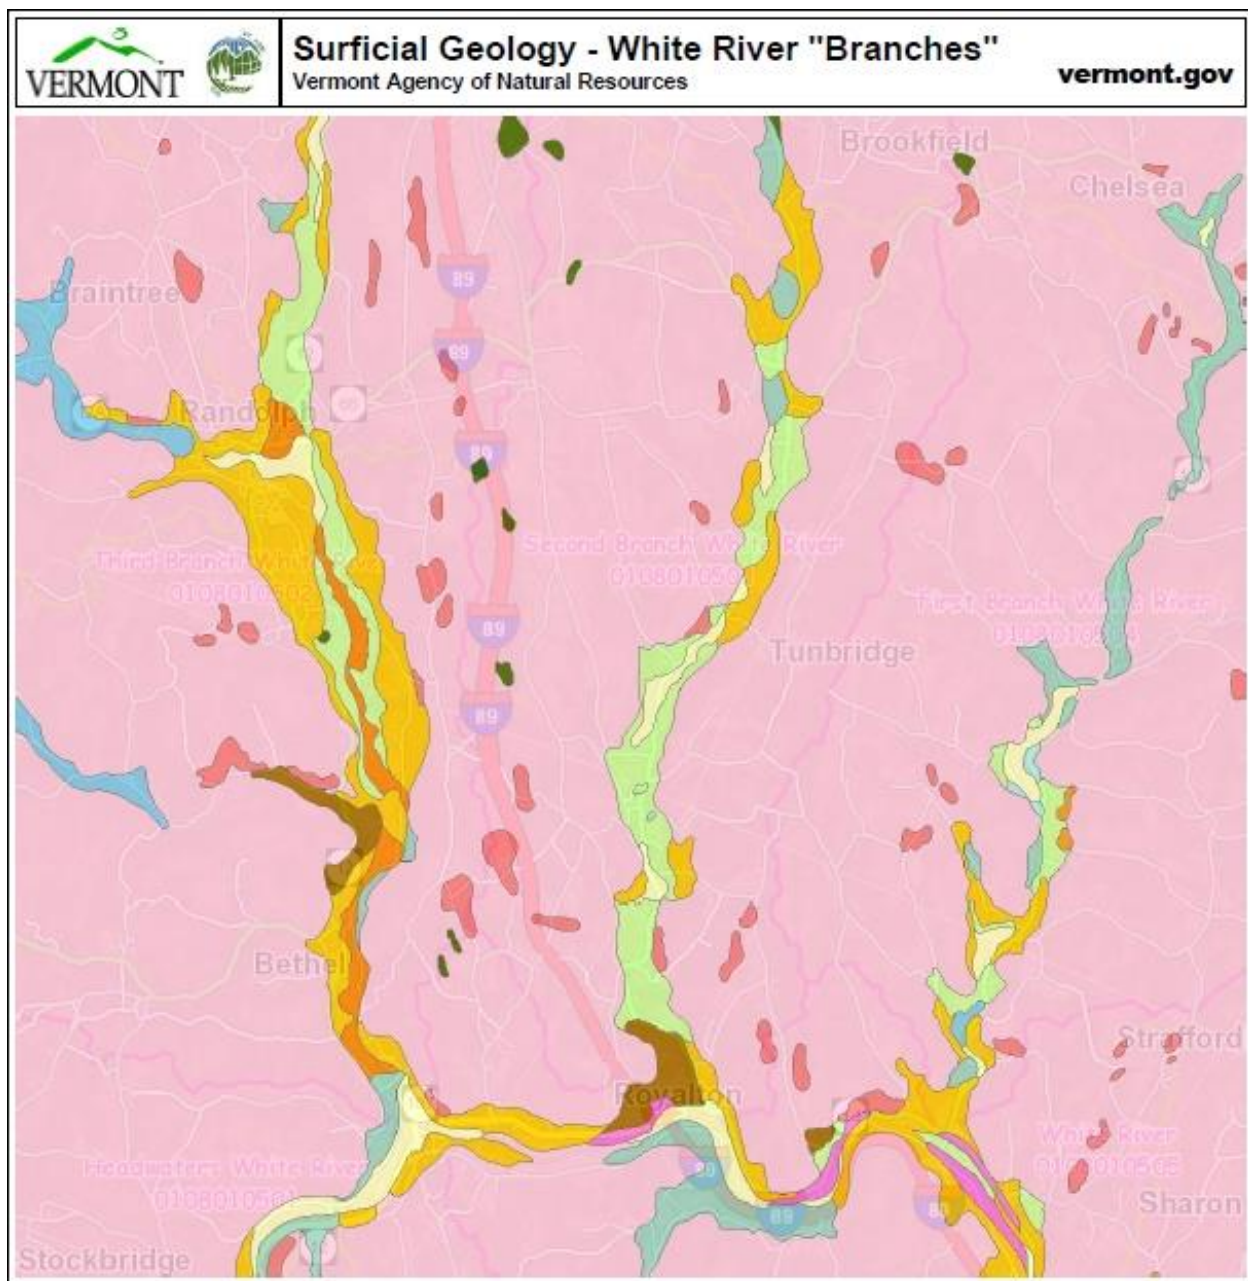 VERMONT
Surficial Geology - White River "Branches"
Vermont Agency of Natural Resources
vermont.gov
Brookfield
Chelsea
89
Braintree
89
Randolph
89
Second Branch White River
Third Branch White River
First Branch White River
89
Tunbridge
89
Bethel
Strafford
Royalton
White River
Headwaters White River
0108010501
89
Sharon
Stockbridge